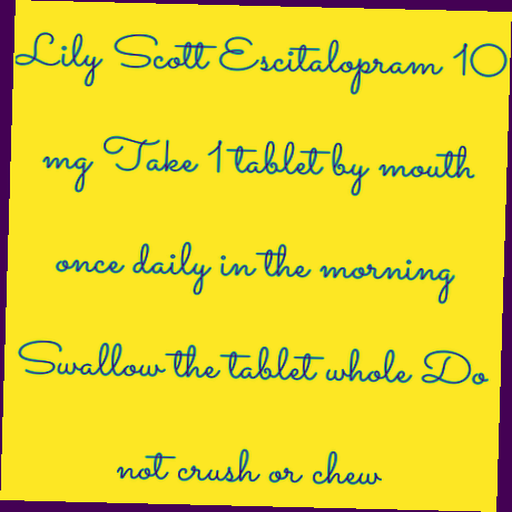 Lily Scott Escitalopram 10
mg Take 1 tablet by mouth
once daily in the morning
Swallow the tablet whole Do
not crush or chew